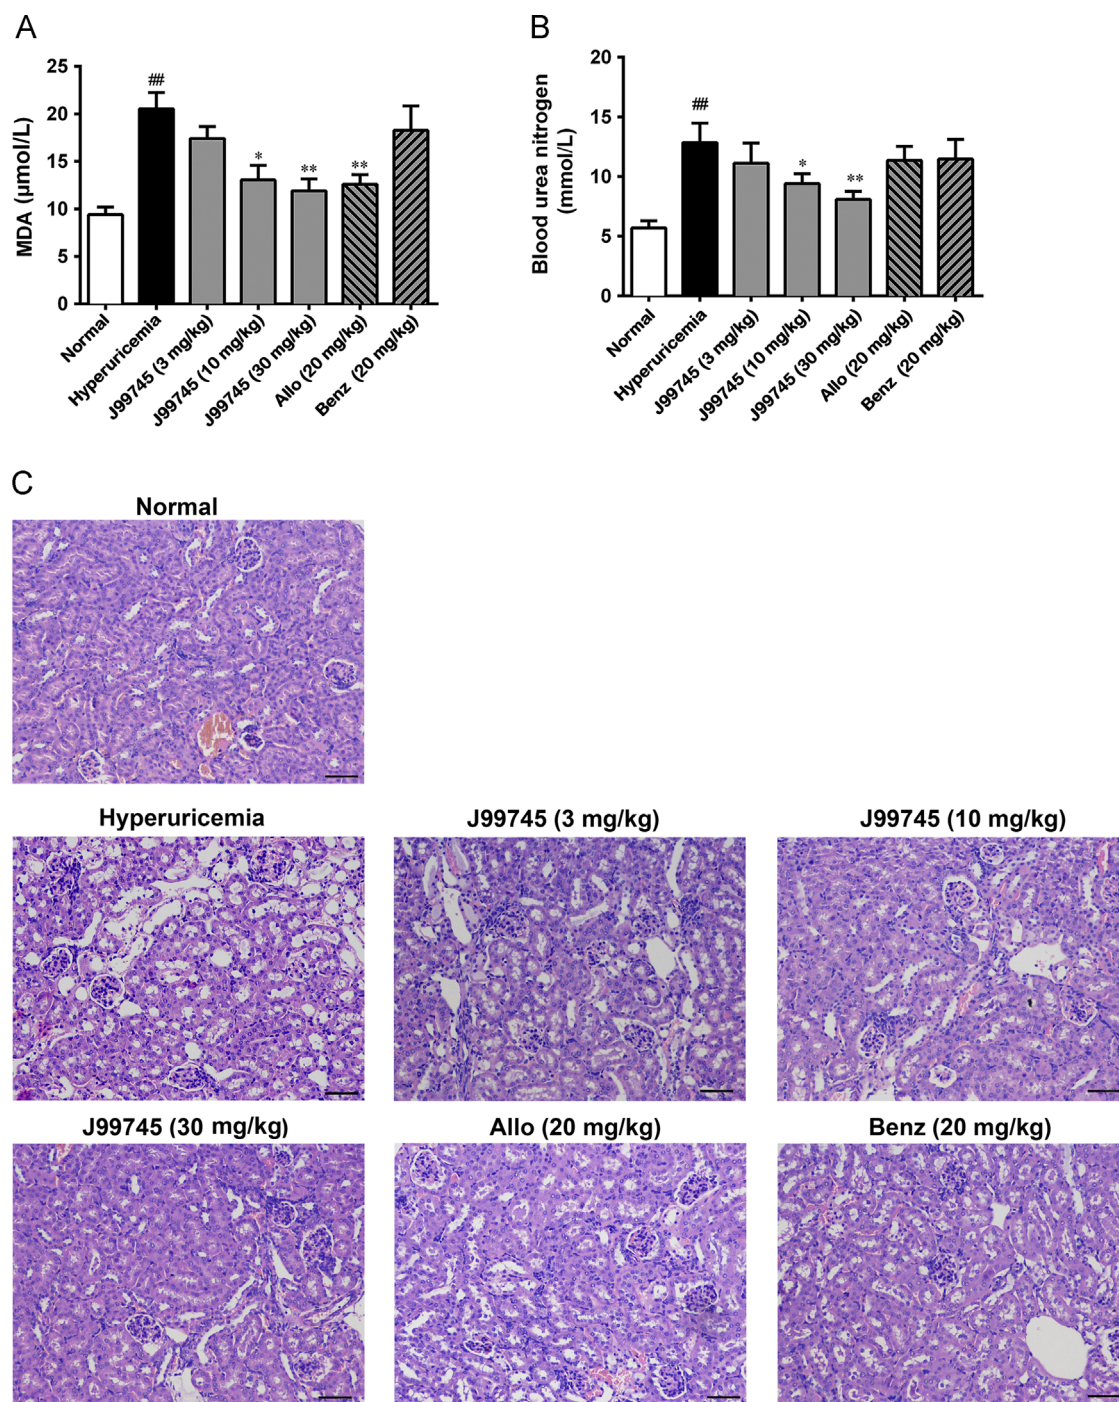 A
B
MDA (µmol/L)
25
20
15
10
5
0
##
*
**
**
Normal
Hyperuricemia
J99745 (3 mg/kg)
J99745 (10 mg/kg)
J99745 (30 mg/kg)
Allo (20 mg/kg)
Benz (20 mg/kg)
Blood urea nitrogen
(mmol/L)
20
15
10
5
0
##
*
**
Normal
Hyperuricemia
J99745 (3 mg/kg)
J99745 (10 mg/kg)
J99745 (30 mg/kg)
Allo (20 mg/kg)
Benz (20 mg/kg)
C
Normal
Hyperuricemia
J99745 (3 mg/kg)
J99745 (10 mg/kg)
J99745 (30 mg/kg)
Allo (20 mg/kg)
Benz (20 mg/kg)